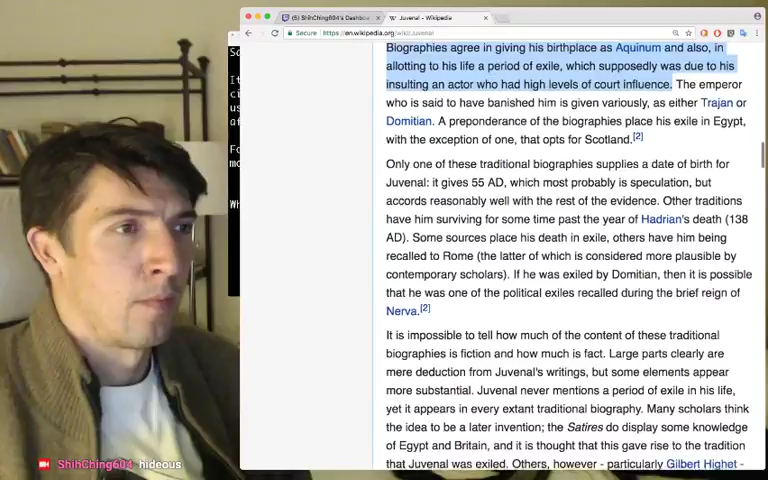 (5) ShihChing604's Dashboa
Juvenal - Wikipedia
Secure
https://en.wikipedia.org/wiki/Juvenal
Biographies agree in giving his birthplace as Aquinum and also, in
allotting to his life a period of exile, which supposedly was due to his
insulting an actor who had high levels of court influence. The emperor
who is said to have banished him is given variously, as either Trajan or
Domitian. A preponderance of the biographies place his exile in Egypt,
with the exception of one, that opts for Scotland.[2]
Only one of these traditional biographies supplies a date of birth for
Juvenal: it gives 55 AD, which most probably is speculation, but
accords reasonably well with the rest of the evidence. Other traditions
have him surviving for some time past the year of Hadrian's death (138
AD). Some sources place his death in exile, others have him being
recalled to Rome (the latter of which is considered more plausible by
contemporary scholars). If he was exiled by Domitian, then it is possible
that he was one of the political exiles recalled during the brief reign of
Nerva.[2]
It is impossible to tell how much of the content of these traditional
biographies is fiction and how much is fact. Large parts clearly are
mere deduction from Juvenal's writings, but some elements appear
more substantial. Juvenal never mentions a period of exile in his life,
yet it appears in every extant traditional biography. Many scholars think
the idea to be a later invention; the Satires do display some knowledge
of Egypt and Britain, and it is thought that this gave rise to the tradition
that Juvenal was exiled. Others, however - particularly Gilbert Highet -
ShihChing604 hideous